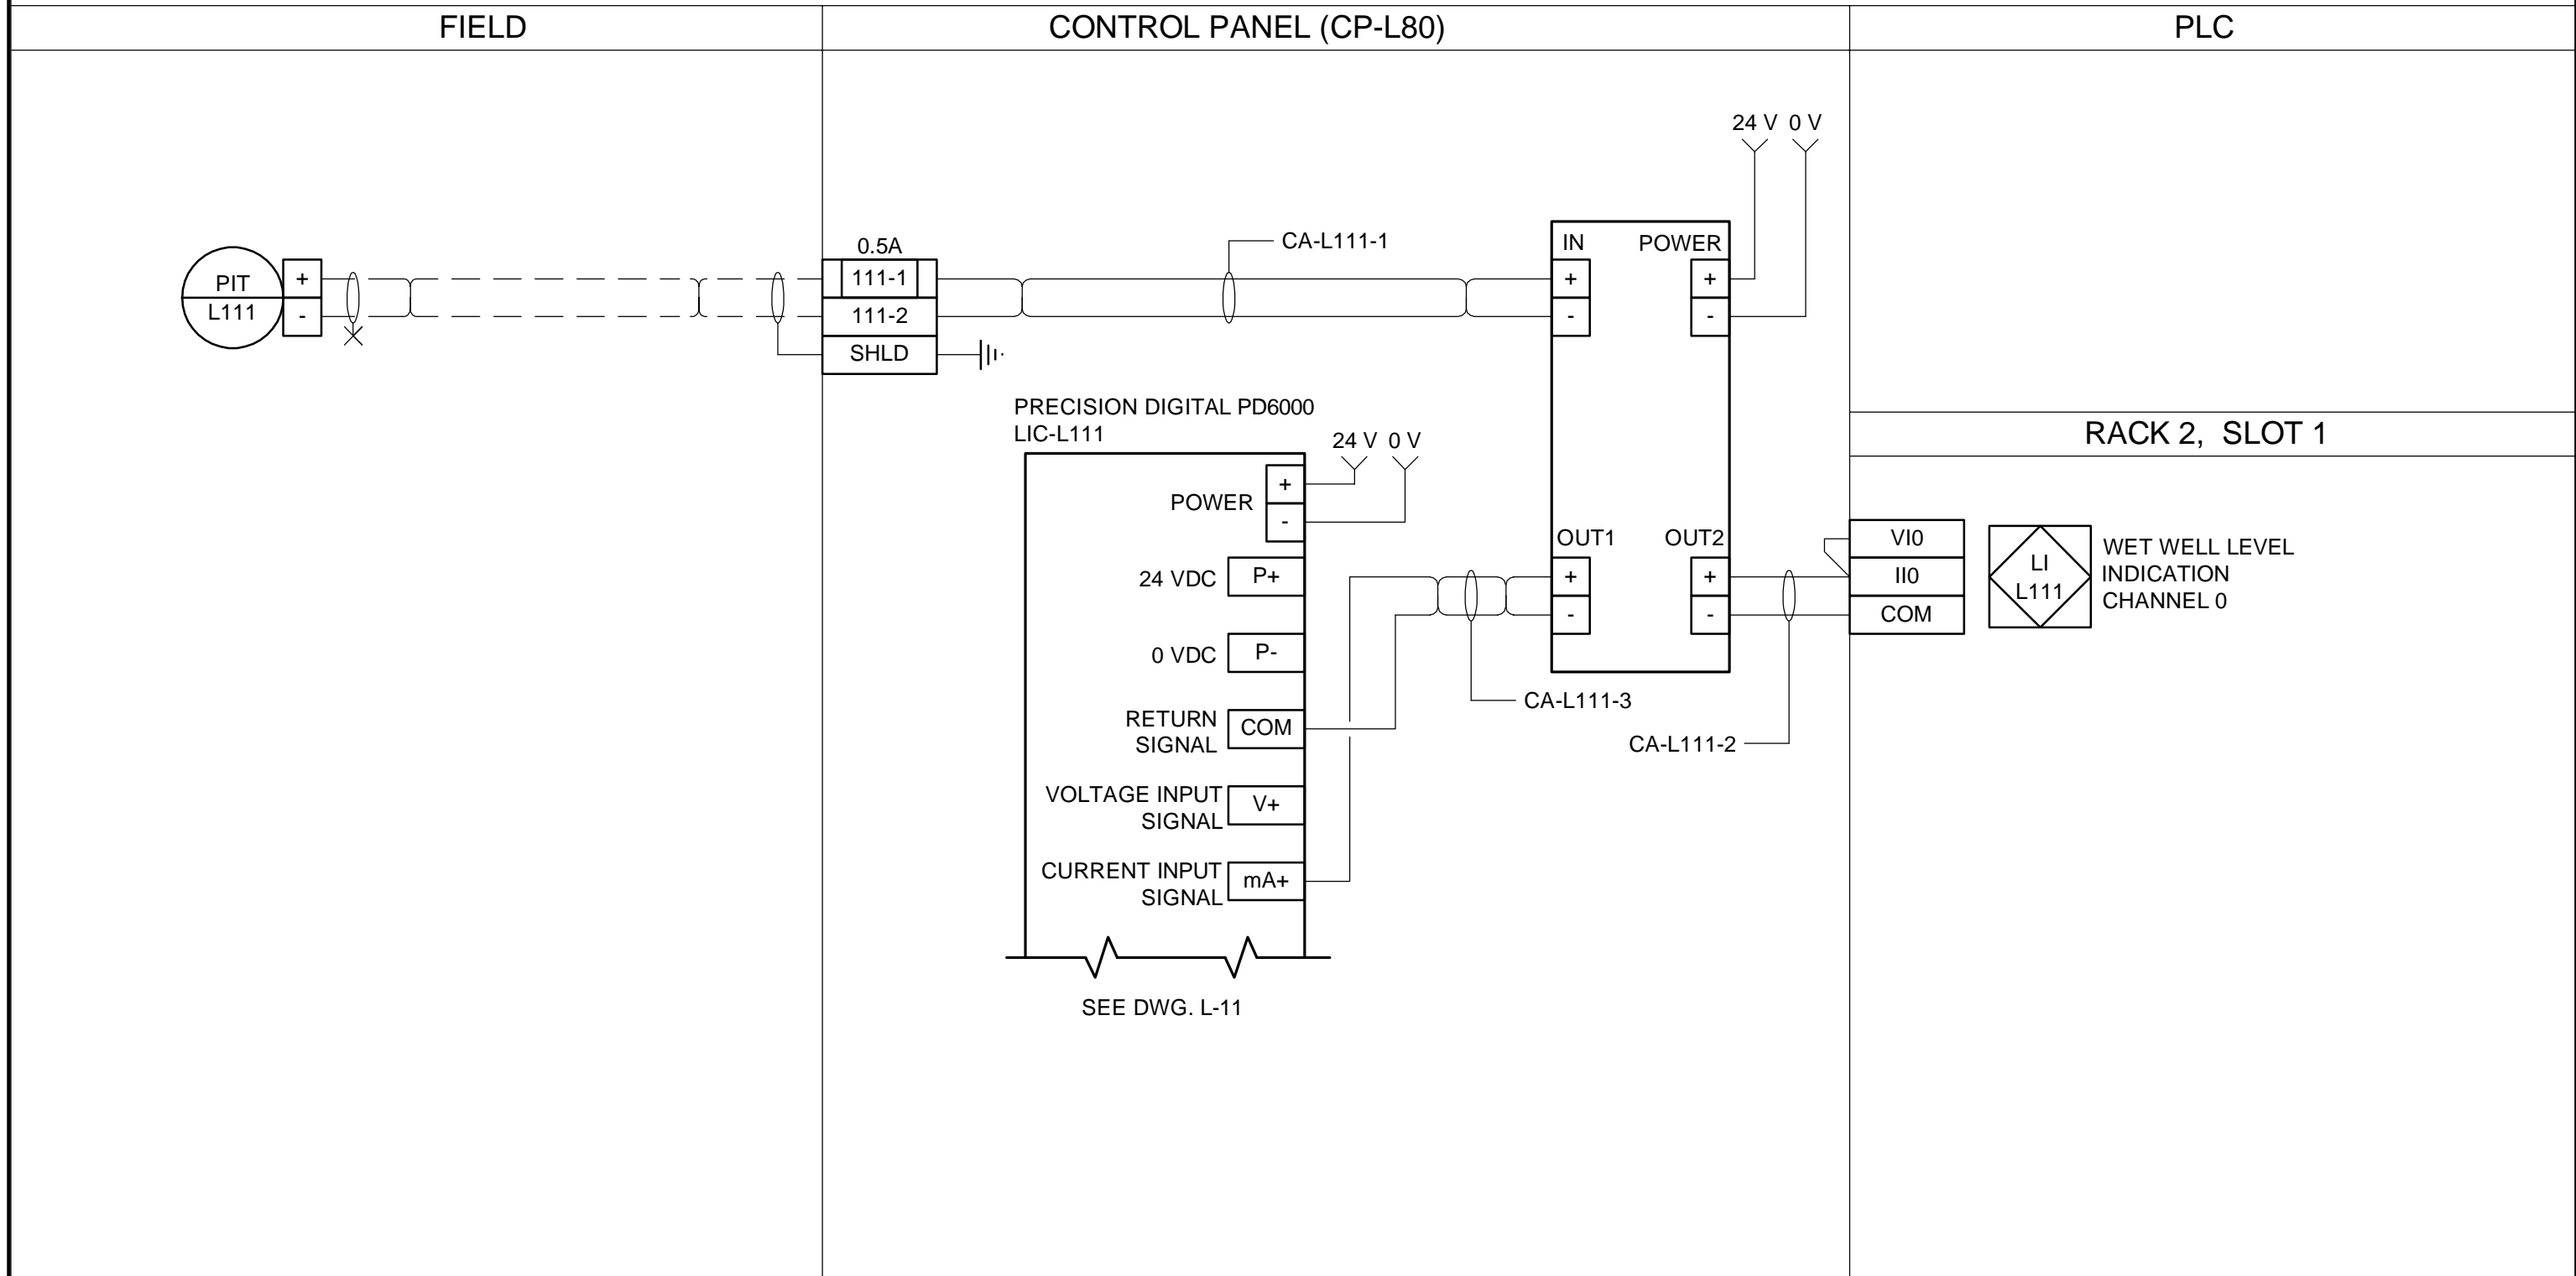 FIELD
CONTROL PANEL (CP-L80)
PLC
24 V 0 V
PIT
L111
+
-
0.5A
111-1
111-2
SHLD
CA-L111-1
IN
POWER
+
-
+
-
PRECISION DIGITAL PD6000
LIC-L111
24 V 0 V
POWER
+
-
24 VDC
P+
0 VDC
P-
RETURN
SIGNAL
COM
VOLTAGE INPUT
SIGNAL
V+
CURRENT INPUT
SIGNAL
mA+
SEE DWG. L-11
OUT1
OUT2
+
-
+
-
CA-L111-3
CA-L111-2
RACK 2, SLOT 1
VI0
II0
COM
LI
L111
WET WELL LEVEL
INDICATION
CHANNEL 0